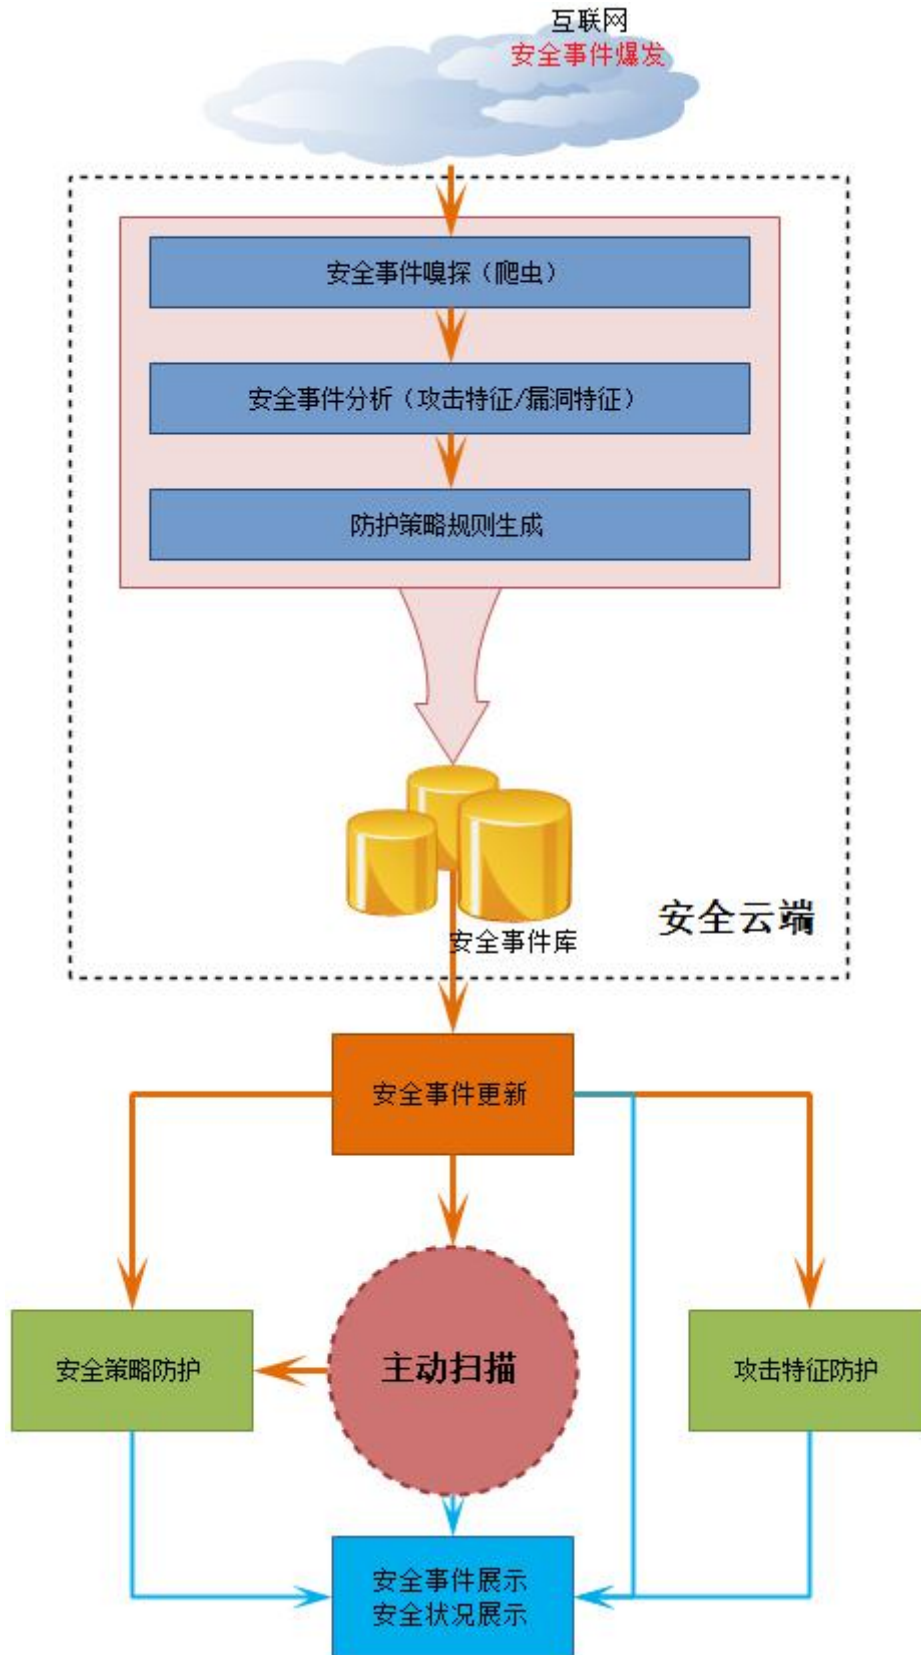 互联网
安全事件爆发
安全事件嗅探（爬虫）
安全事件分析（攻击特征/漏洞特征）
防护策略规则生成
安全事件库
安全云端
安全事件更新
安全策略防护
主动扫描
攻击特征防护
安全事件展示
安全状况展示